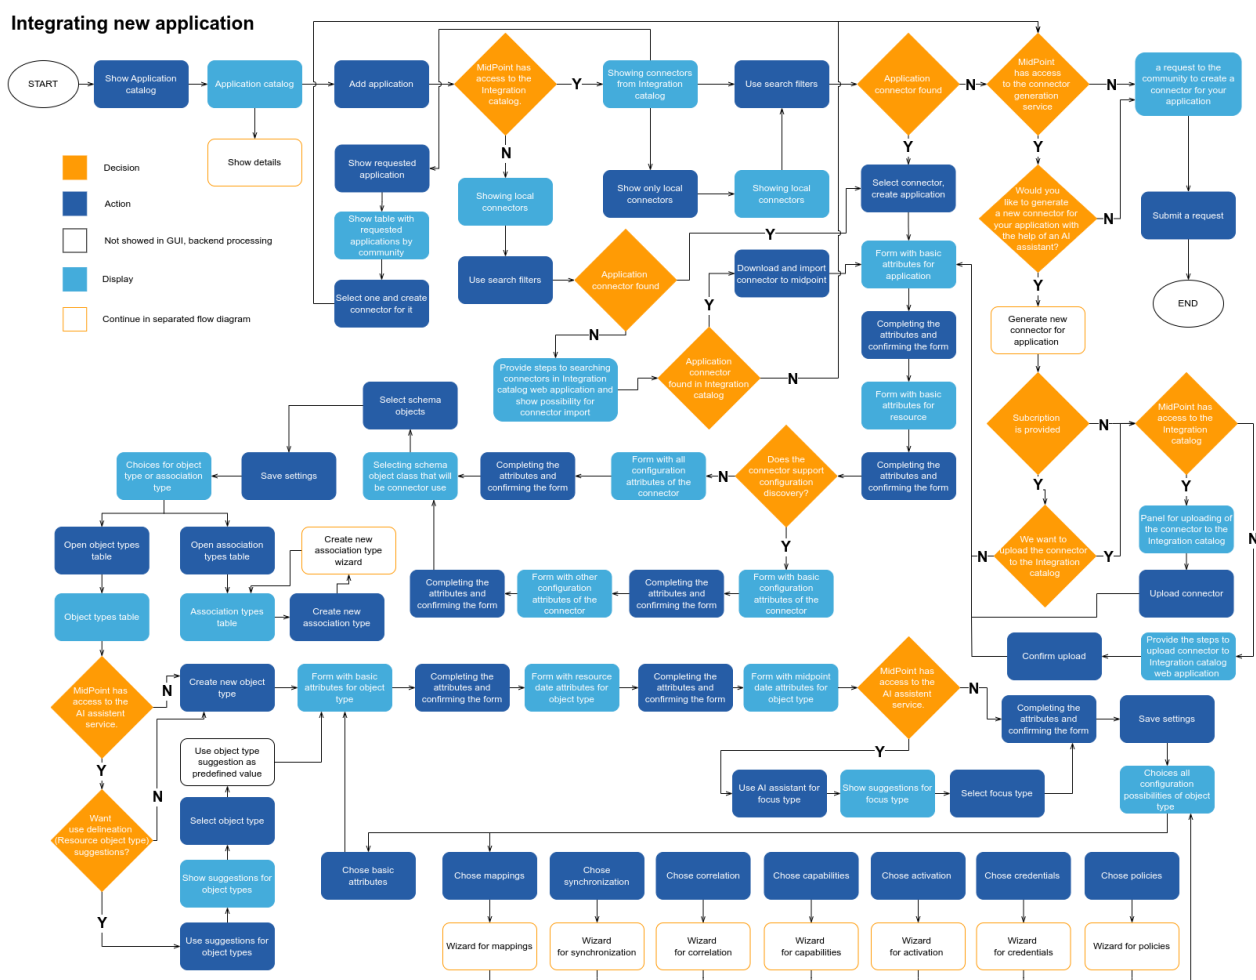 Integrating new application
START
Show Application
catalog
Application catalog
Add application
MidPoint has
access to the
Integration
catalog.
Y
Showing connectors
from Integration
catalog
Use search filters
Application
connector found
N
MidPoint
has access
to the connector
generation
service
N
a request to the
community to create a
connector for your
application
Show details
N
Y
Y
Decision
Action
Not showed in GUI, backend processing
Display
Continue in separated flow diagram
Show requested
application
Show table with
requested
applications by
community
Select one and create
connector for it
Showing local
connectors
Use search filters
Show only local
connectors
Showing local
connectors
Select connector,
create application
Would you
like to generate
a new connector for
your application with
the help of an AI
assistant?
N
Submit a request
Y
Application
connector found
Download and import
connector to midpoint
Form with basic
attributes for
application
Y
Y
END
N
Generate new
connector for
application
Completing the
attributes and
confirming the form
Provide steps to searching
connectors in Integration
catalog web application and
show possibility for
connector import
Application
connector
found in Integration
catalog
N
Form with basic
attributes for
resource
Subcription
is provided
N
MidPoint has
access to the
Integration
catalog
Select schema
objects
Choices for object
type or association
type
Save settings
Selecting schema
object class that will
be connector use
Completing the
attributes and
confirming the form
Form with all
configuration
attributes of the
connector
N
Does the
connector support
configuration
discovery?
Completing the
attributes and
confirming the form
Y
Y
N
Panel for uploading of
the connector to the
Integration catalog
Open object types
table
Open association
types table
Create new
association type
wizard
Y
N
We want to
upload the connector
to the Integration
catalog
Y
Object types table
Association types
table
Create new
association type
Completing the
attributes and
confirming the form
Form with other
configuration
attributes of the
connector
Completing the
attributes and
confirming the form
Form with basic
configuration
attributes of the
connector
Upload connector
Confirm upload
Provide the steps to
upload connector to
Integration catalog
web application
MidPoint has
access to the
AI assistent
service.
N
Create new object
type
Form with basic
attributes for object
type
Completing the
attributes and
confirming the form
Form with resource
date attributes for
object type
Completing the
attributes and
confirming the form
Form with midpoint
date attributes for
object type
MidPoint has
access to the
AI assistent
service.
N
Completing the
attributes and
confirming the form
Save settings
Y
Use object type
suggestion as
predefined value
Y
N
Use AI assistant for
focus type
Show suggestions for
focus type
Select focus type
Choices all
configuration
possibilities of object
type
Want
use delineation
(Resource object type)
suggestions?
Select object type
Show suggestions for
object types
Y
Use suggestions for
object types
Chose basic
attributes
Chose mappings
Chose
synchronization
Chose correlation
Chose capabilities
Chose activation
Chose credentials
Chose policies
Wizard for mappings
Wizard
for synchronization
Wizard
for correlation
Wizard
for capabilities
Wizard
for activation
Wizard
for credentials
Wizard for policies